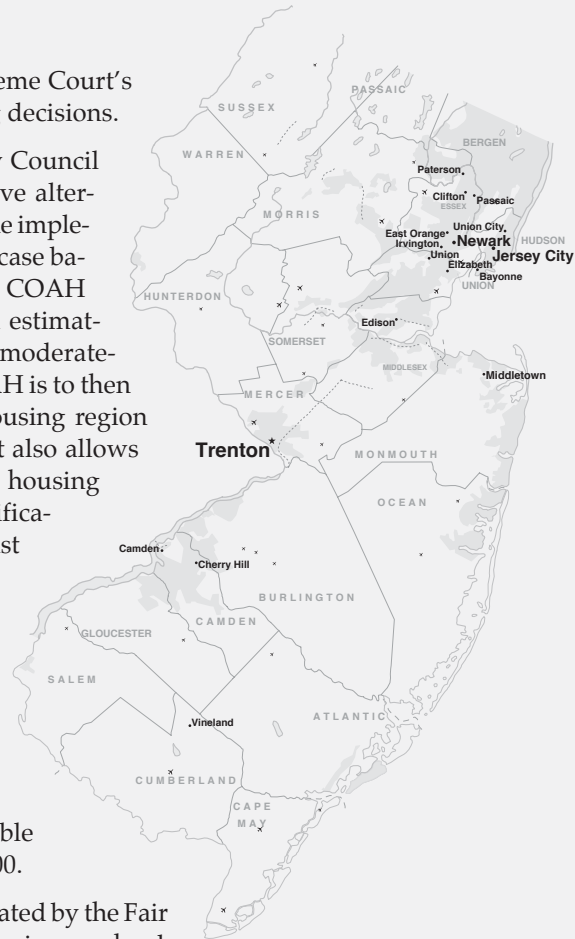 eme Court's
decisions.
Council
ve alter-
e imple-
case ba-
COAH
estimat-
moderate-
AH is to then
ousing region
t also allows
housing
ifica-
st
ble
00.
ated by the Fair
SUSSEX
PASSAIC
BERGEN
WARREN
Paterson
Clifton
Passaic
ESSEX
MORRIS
East Orange
Union City
Irvington
Newark
HUDSON
Union
Jersey City
Elizabeth
Bayonne
UNION
HUNTERDON
Edison
SOMERSET
MIDDLESEX
Middletown
MERCER
Trenton
MONMOUTH
OCEAN
Camden
Cherry Hill
BURLINGTON
CAMDEN
GLOUCESTER
SALEM
ATLANTIC
Vineland
CUMBERLAND
CAPE
MAY